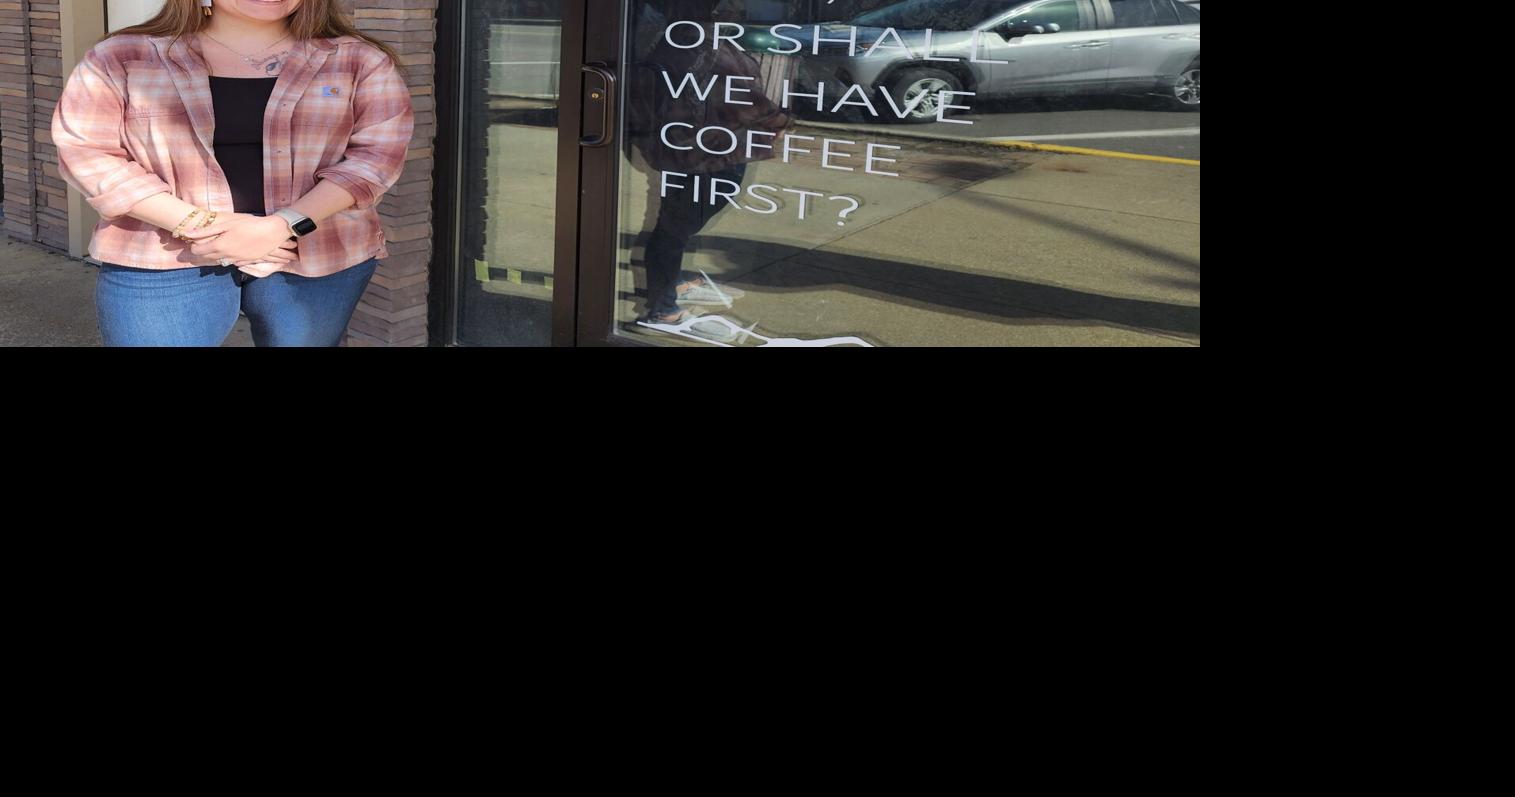 OR SHALL
WE HAVE
COFFEE
FIRST?